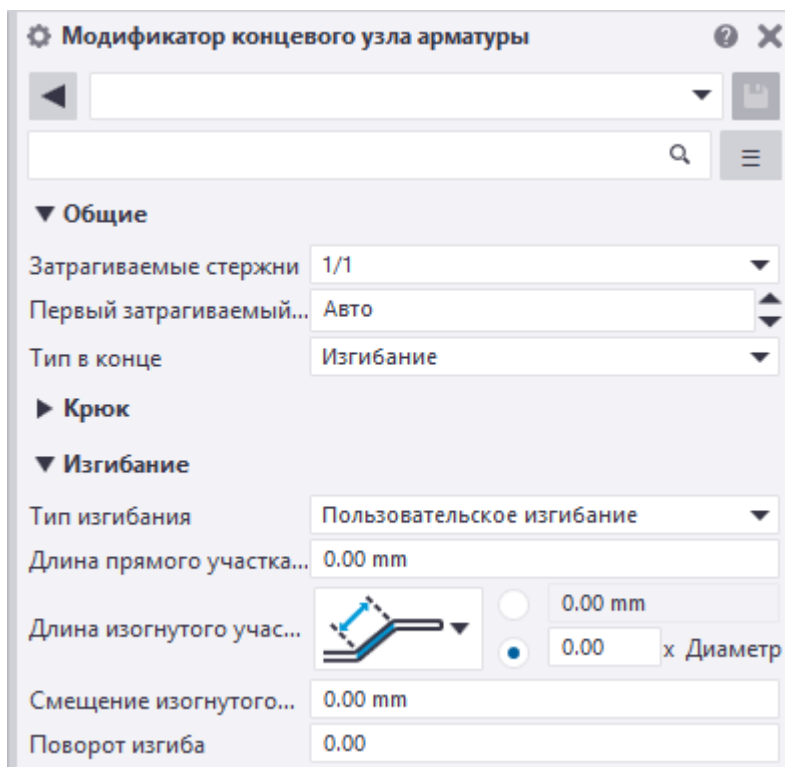 Модификатор концевого узла арматуры
Общие
Затрагиваемые стержни 1/1
Первый затрагиваемый... Авто
Тип в конце Изгибание
Крюк
Изгибание
Тип изгибания Пользовательское изгибание
Длина прямого участка... 0.00 mm
0.00 mm
Длина изогнутого учас... 0.00 x Диаметр
Смещение изогнутого... 0.00 mm
Поворот изгиба 0.00